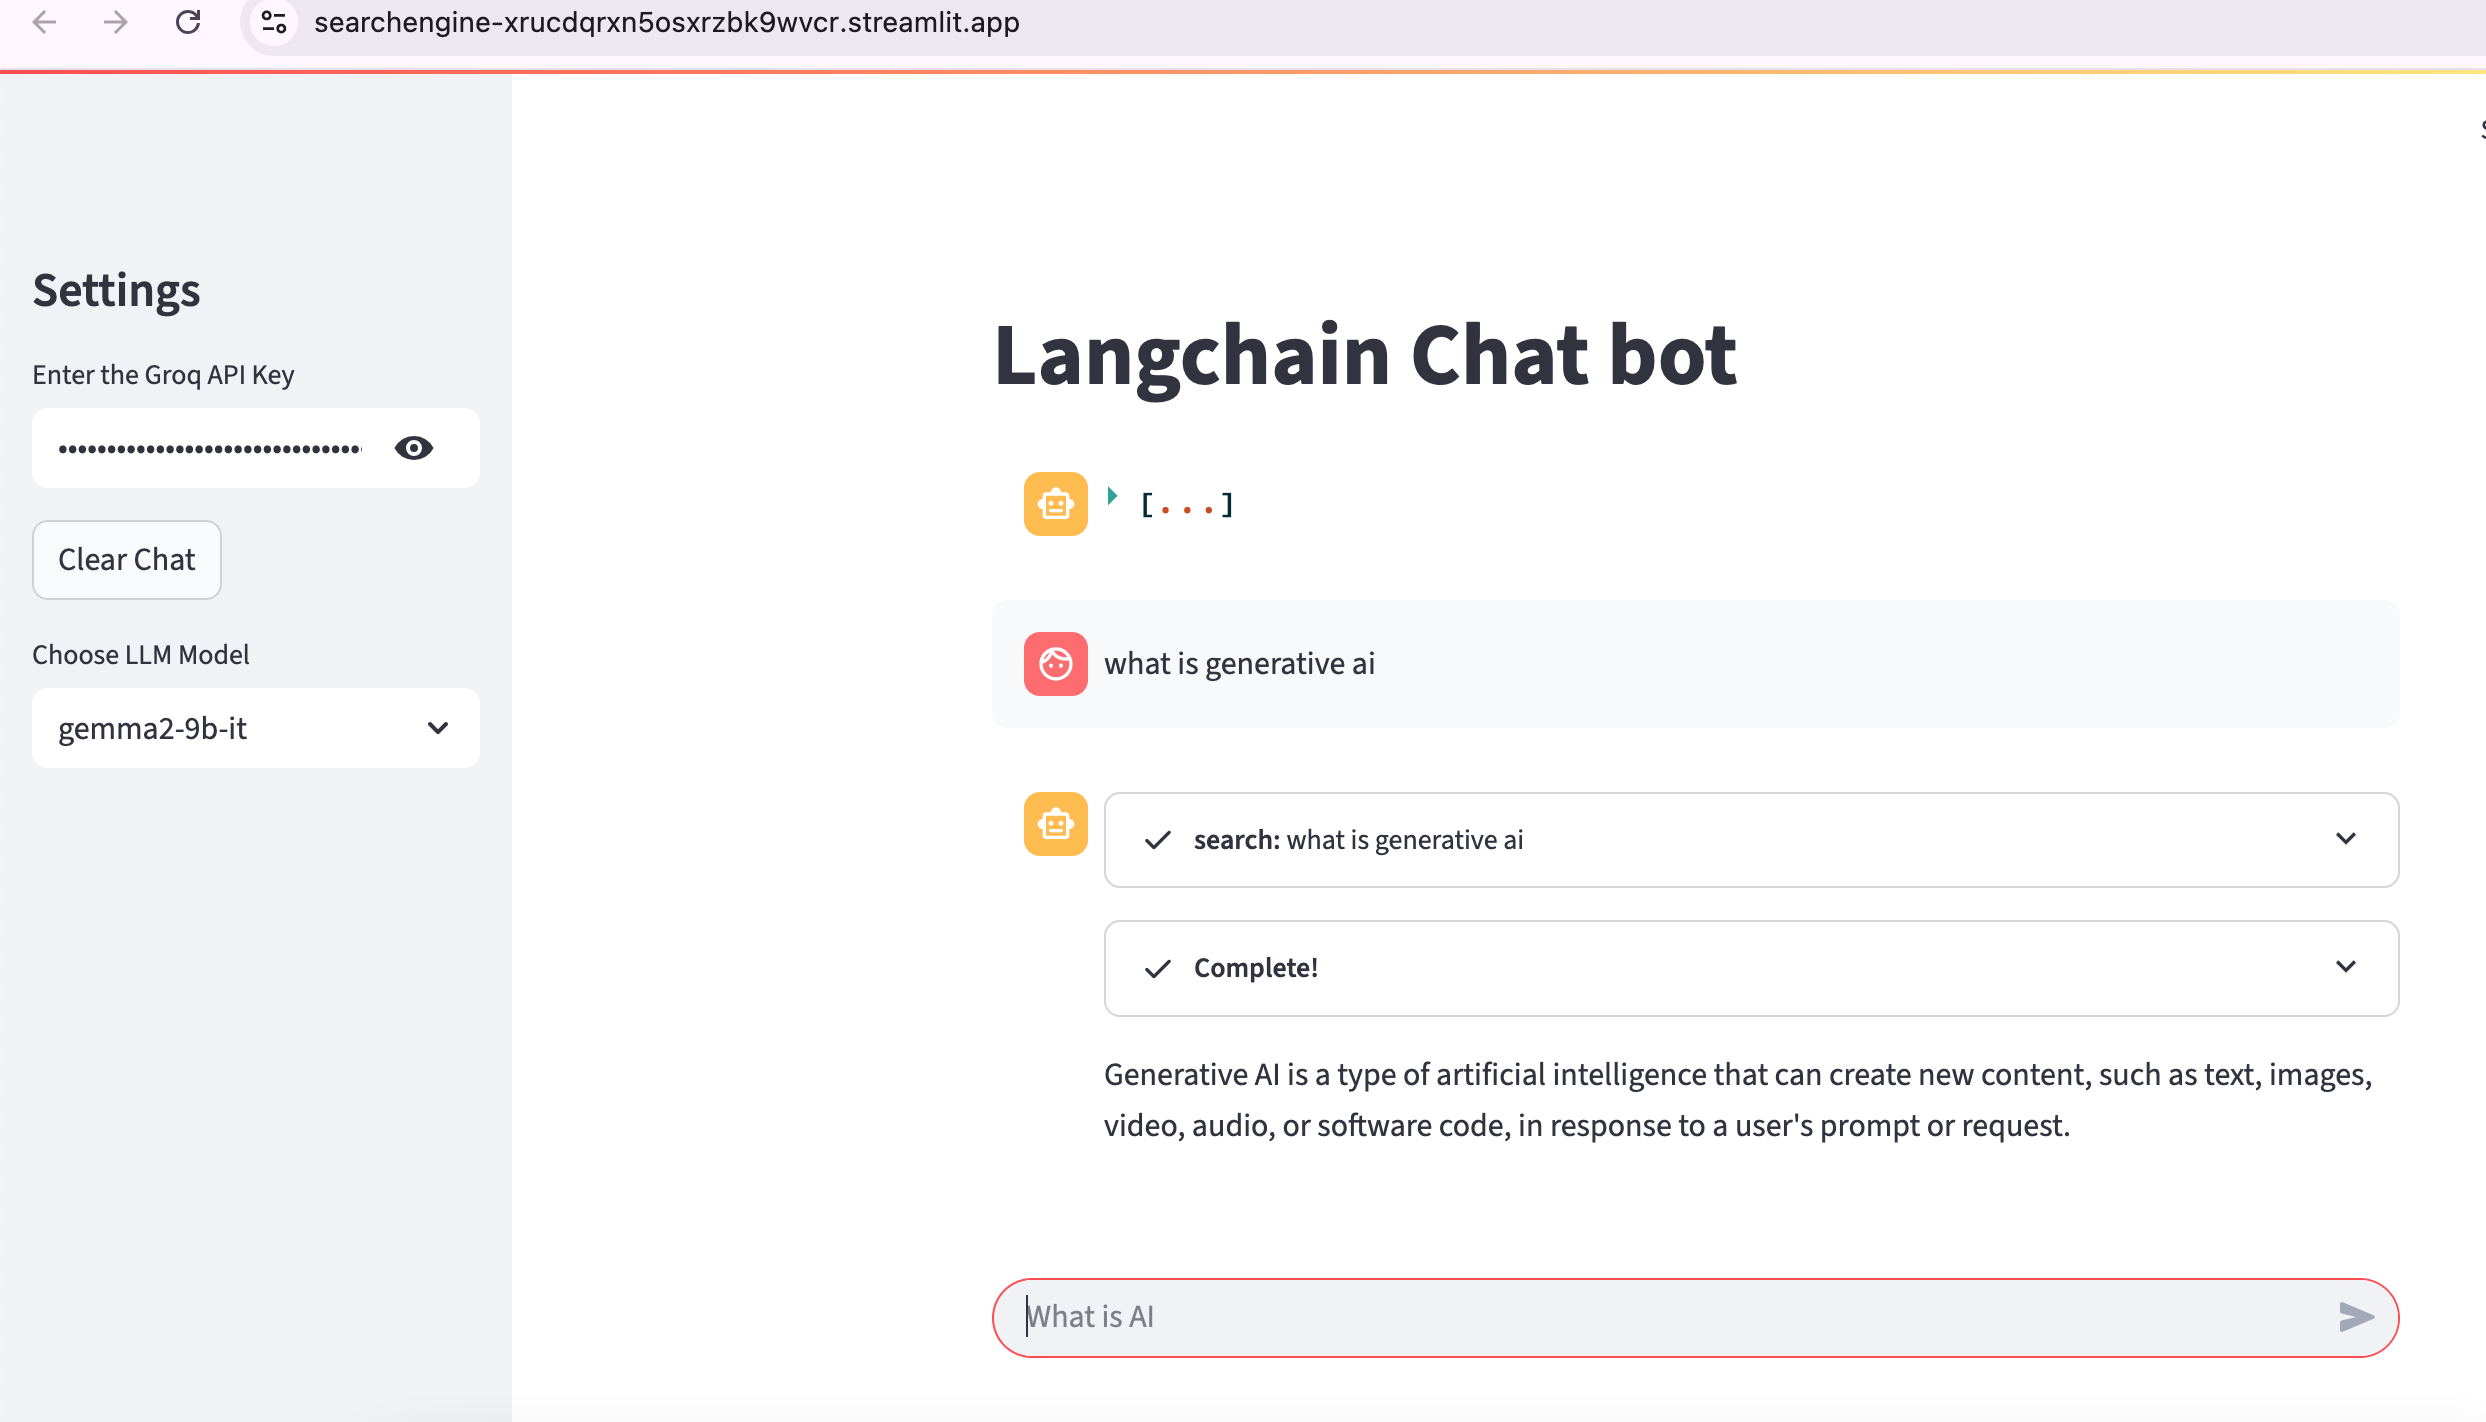 searchengine-xrucdqrxn5osxrzbk9wvcr.streamlit.app
Settings
Enter the Groq API Key
••••••••••••••••••••••••••••••••
Clear Chat
Choose LLM Model
gemma2-9b-it
Langchain Chat bot
[...]
what is generative ai
search: what is generative ai
Complete!
Generative AI is a type of artificial intelligence that can create new content, such as text, images,
video, audio, or software code, in response to a user's prompt or request.
What is AI